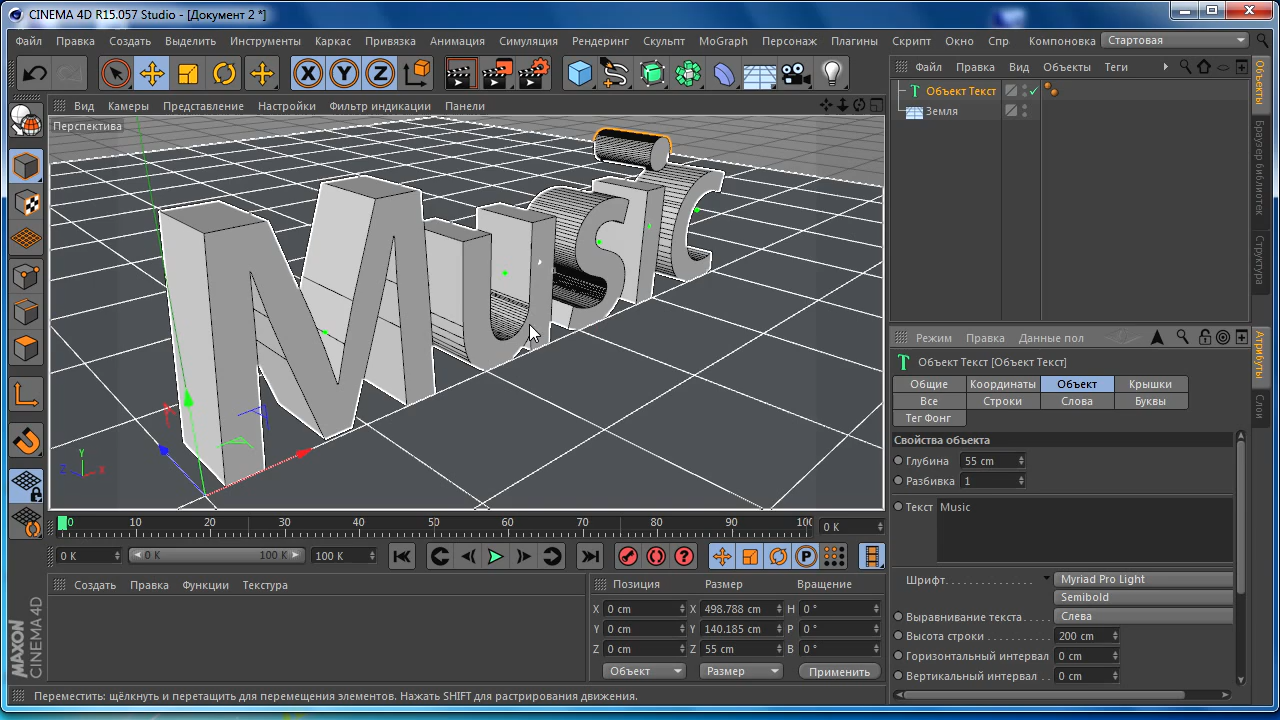 CINEMA 4D R15.057 Studio - [Документ 2 *]
Файл Правка Создать Выделить Инструменты Каркас Привязка Анимация Симуляция Рендеринг Скульпт MoGraph Персонаж Плагины Скрипт Окно Спр Компоновка Стартовая
X Y Z
Вид Камеры Представление Настройки Фильтр индикации Панели
Перспектива
Music
Y
Z X
0 10 20 30 40 50 60 70 80 90 100 0 K
0 K 0 K 100 K 100 K
P
Создать Правка Функции Текстура
Позиция Размер Вращение
X 0 cm X 498.788 cm H 0 °
Y 0 cm Y 140.185 cm P 0 °
Z 0 cm Z 55 cm B 0 °
Объект Размер Применить
MAXON
CINEMA 4D
Переместить: щёлкнуть и перетащить для перемещения элементов. Нажать SHIFT для растрирования движения.
Файл Правка Вид Объекты Теги
Объект Текст
Земля
Объекты
Браузер библиотек
Структура
Режим Правка Данные пол
Объект Текст [Объект Текст]
Общие Координаты Объект Крышки
Все Строки Слова Буквы
Тег Фонг
Свойства объекта
Глубина 55 cm
Разбивка 1
Текст Music
Шрифт. . . . . . . . . . . . . . Myriad Pro Light
Semibold
Выравнивание текста. . . . Слева
Высота строки . . . . . . . . . . 200 cm
Горизонтальный интервал 0 cm
Вертикальный интервал . . 0 cm
Атрибуты
Слои